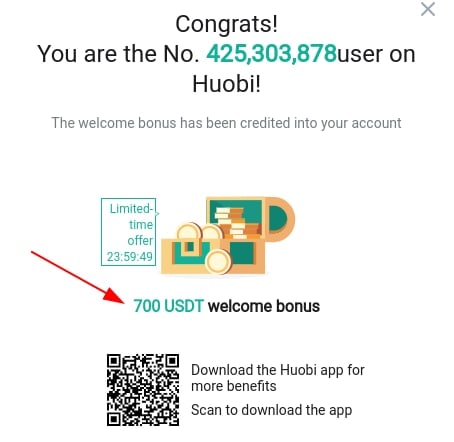 Congrats!
You are the No. 425,303,878user on
Huobi!
The welcome bonus has been credited into your account
Limited-
time
offer
23:59:49
700 USDT welcome bonus
Download the Huobi app for
more benefits
Scan to download the app